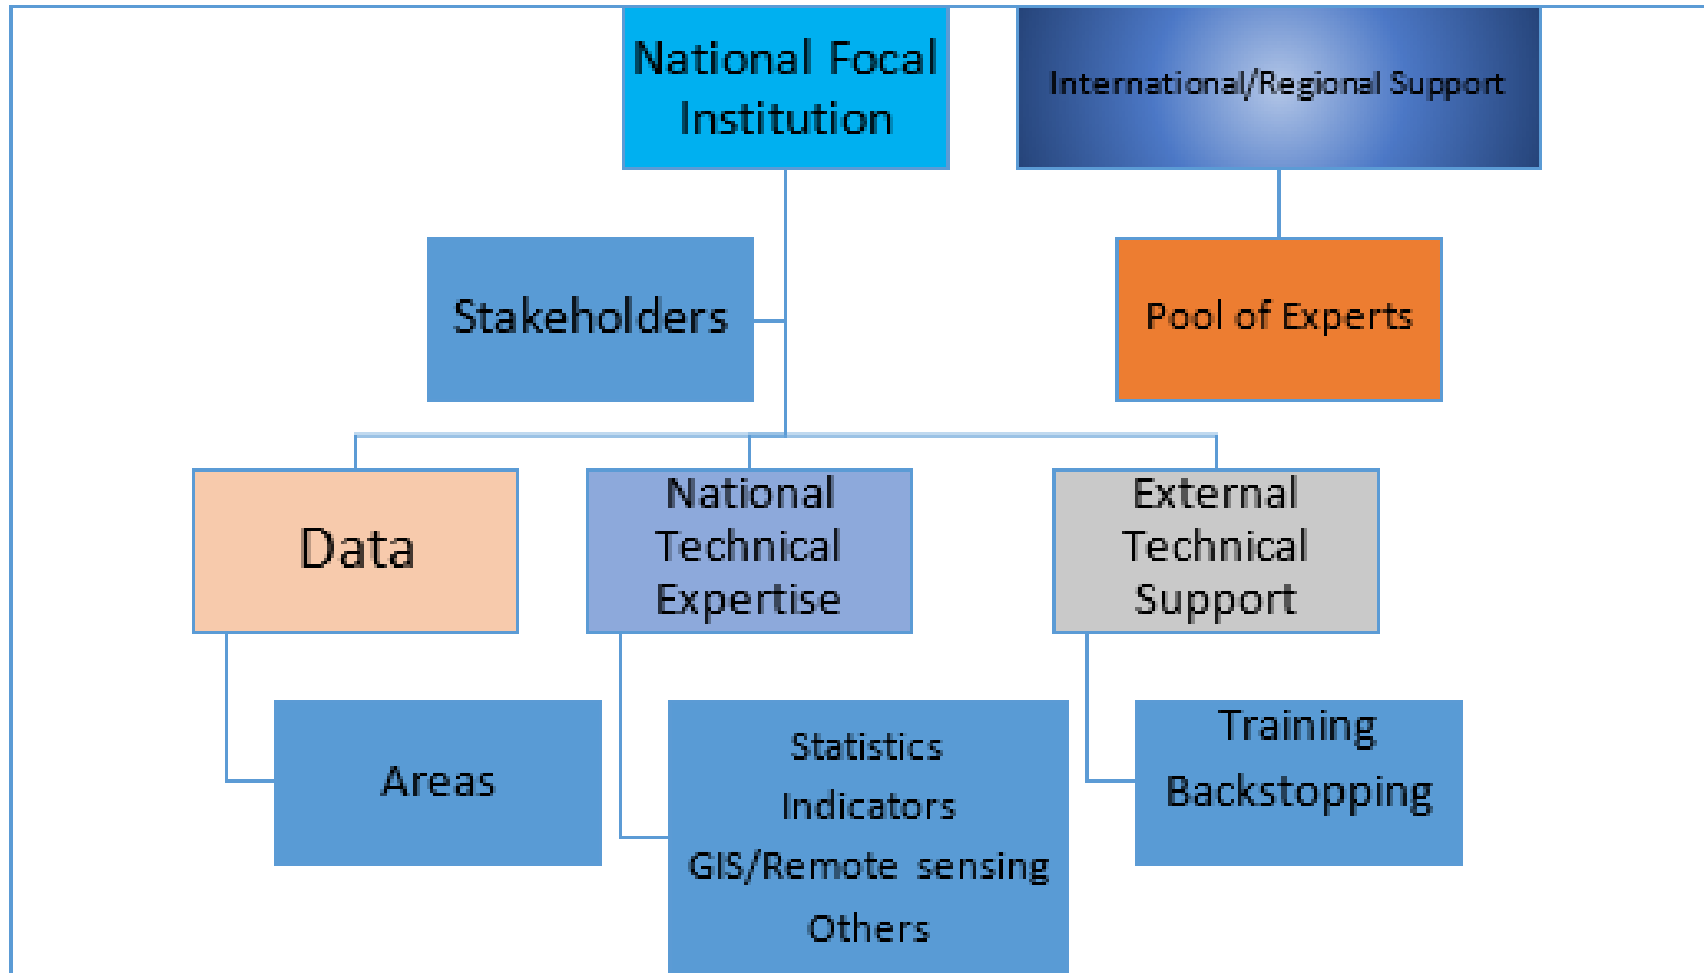 National Focal
Institution
International/Regional Support
Stakeholders
Pool of Experts
Data
National
Technical
Expertise
External
Technical
Support
Areas
Statistics
Indicators
GIS/Remote sensing
Others
Training
Backstopping